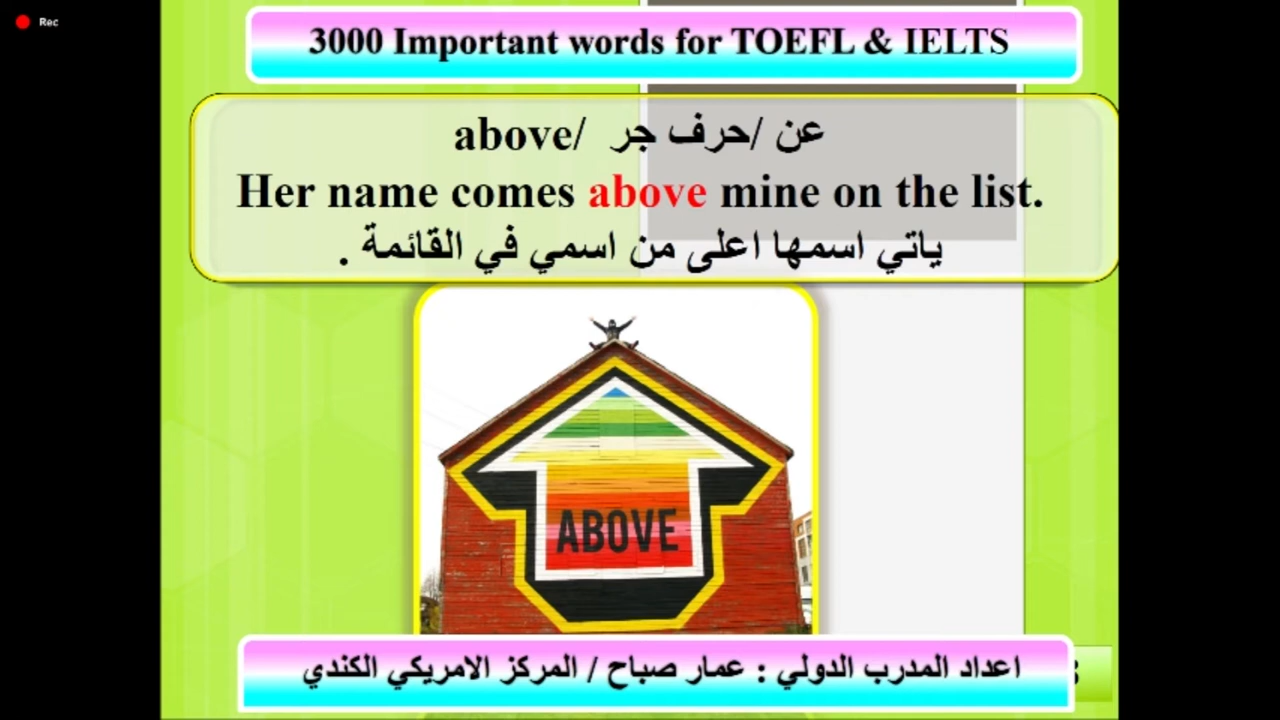 Rec
3000 Important words for TOEFL & IELTS
above/ عن /حرف جر
Her name comes above mine on the list.
ياتي اسمها اعلى من اسمي في القائمة .
ABOVE
اعداد المدرب الدولي : عمار صباح / المركز الامريكي الكندي